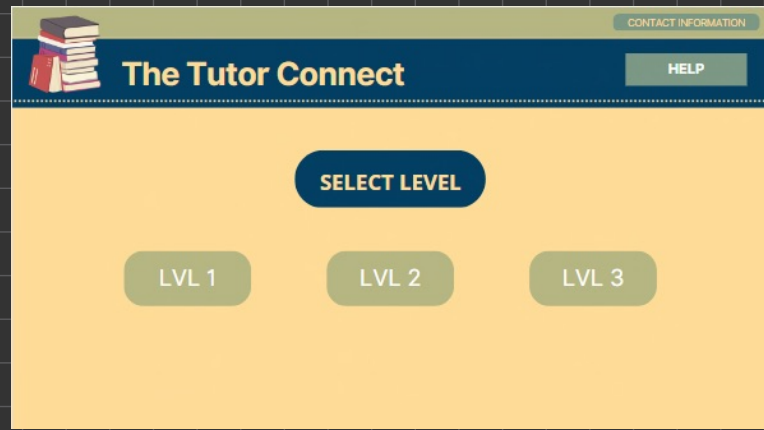 CONTACT INFORMATION
The Tutor Connect
HELP
SELECT LEVEL
LVL 1
LVL 2
LVL 3